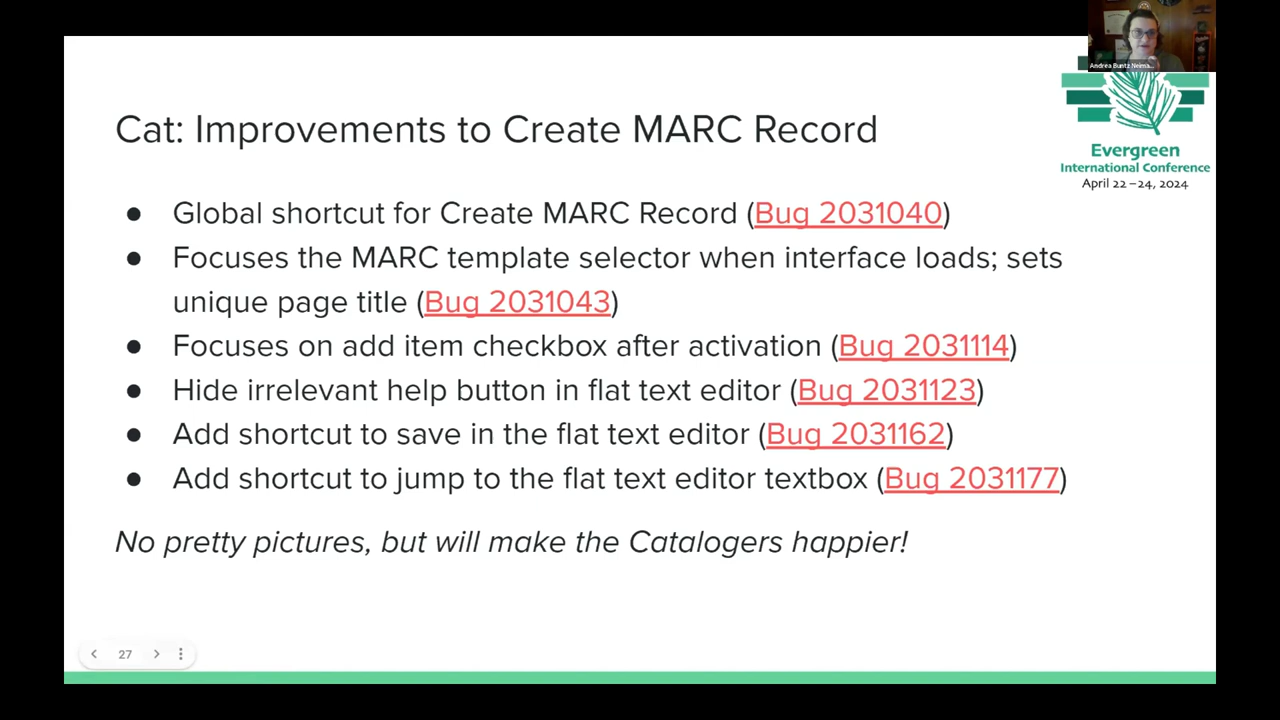 Andrea Buntz Neima...
Cat: Improvements to Create MARC Record
Evergreen
International Conference
April 22–24, 2024
● Global shortcut for Create MARC Record (Bug 2031040)
● Focuses the MARC template selector when interface loads; sets
unique page title (Bug 2031043)
● Focuses on add item checkbox after activation (Bug 2031114)
● Hide irrelevant help button in flat text editor (Bug 2031123)
● Add shortcut to save in the flat text editor (Bug 2031162)
● Add shortcut to jump to the flat text editor textbox (Bug 2031177)
No pretty pictures, but will make the Catalogers happier!
27